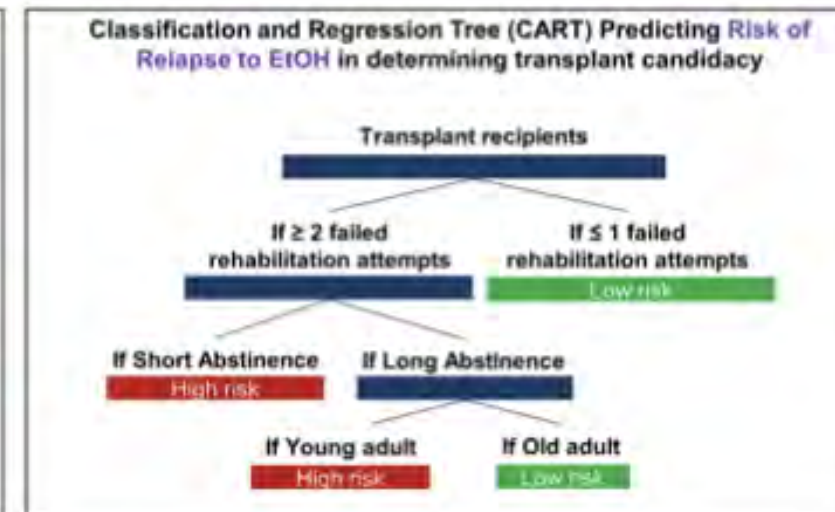 Classification and Regression Tree (CART) Predicting Risk of
Relapse to EtOH in determining transplant candidacy
Transplant recipients
If ≥ 2 failed
rehabilitation attempts
If ≤ 1 failed
rehabilitation attempts
Low risk
If Short Abstinence
High risk
If Long Abstinence
If Young adult
High risk
If Old adult
Low risk